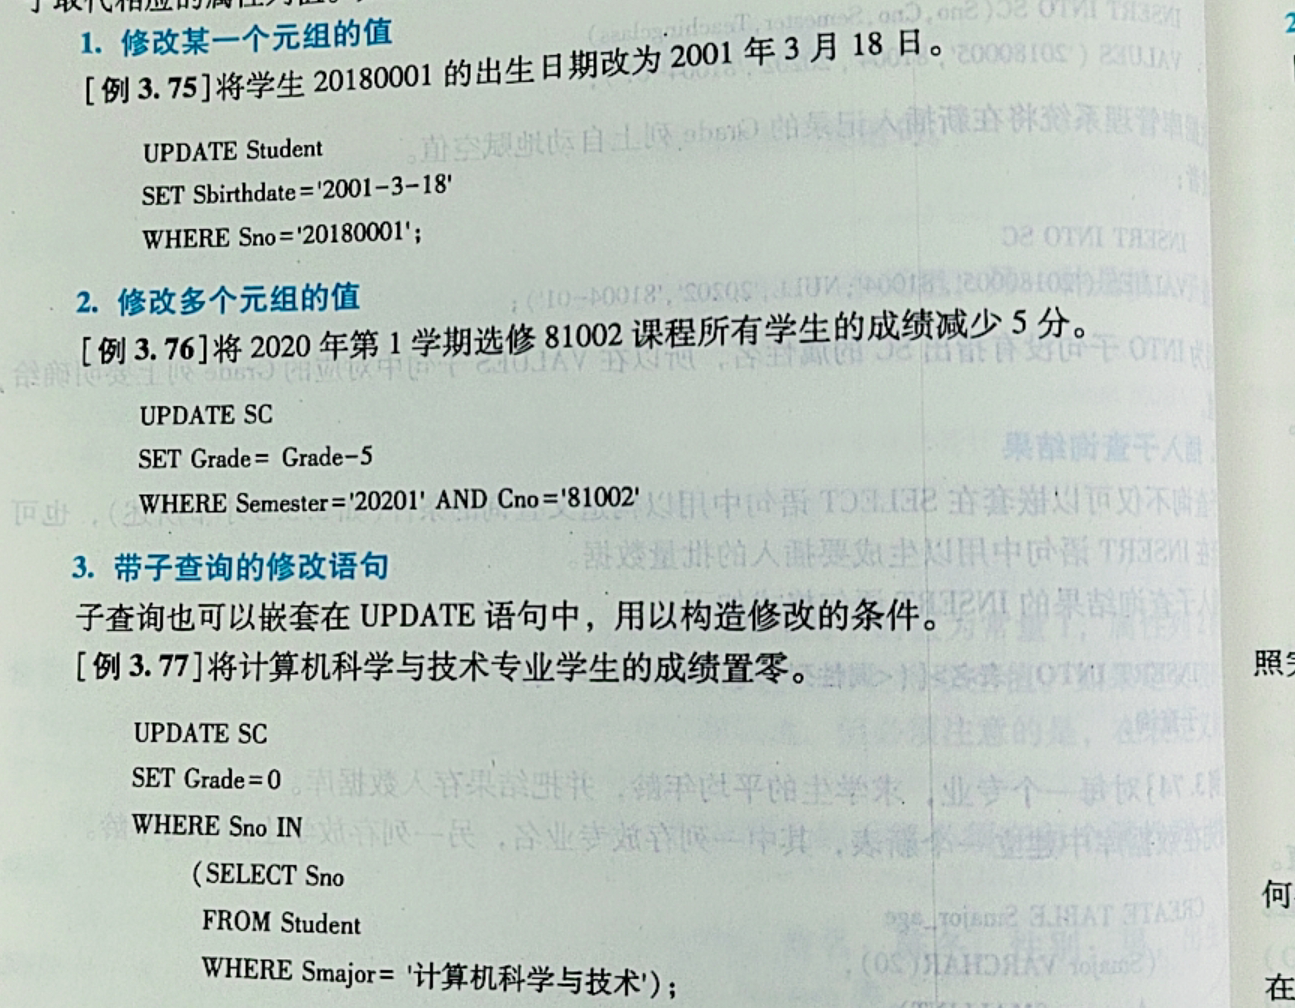 1. 修改某一个元组的值
[例 3.75]将学生 20180001 的出生日期改为 2001 年 3 月 18 日。
UPDATE Student
SET Sbirthdate='2001-3-18'
WHERE Sno='20180001';
2. 修改多个元组的值
[例 3.76]将 2020 年第 1 学期选修 81002 课程所有学生的成绩减少 5 分。
UPDATE SC
SET Grade= Grade-5
WHERE Semester='20201' AND Cno='81002'
3. 带子查询的修改语句
子查询也可以嵌套在 UPDATE 语句中，用以构造修改的条件。
[例 3.77]将计算机科学与技术专业学生的成绩置零。
UPDATE SC
SET Grade=0
WHERE Sno IN
(SELECT Sno
FROM Student
WHERE Smajor= '计算机科学与技术');
照
何
在